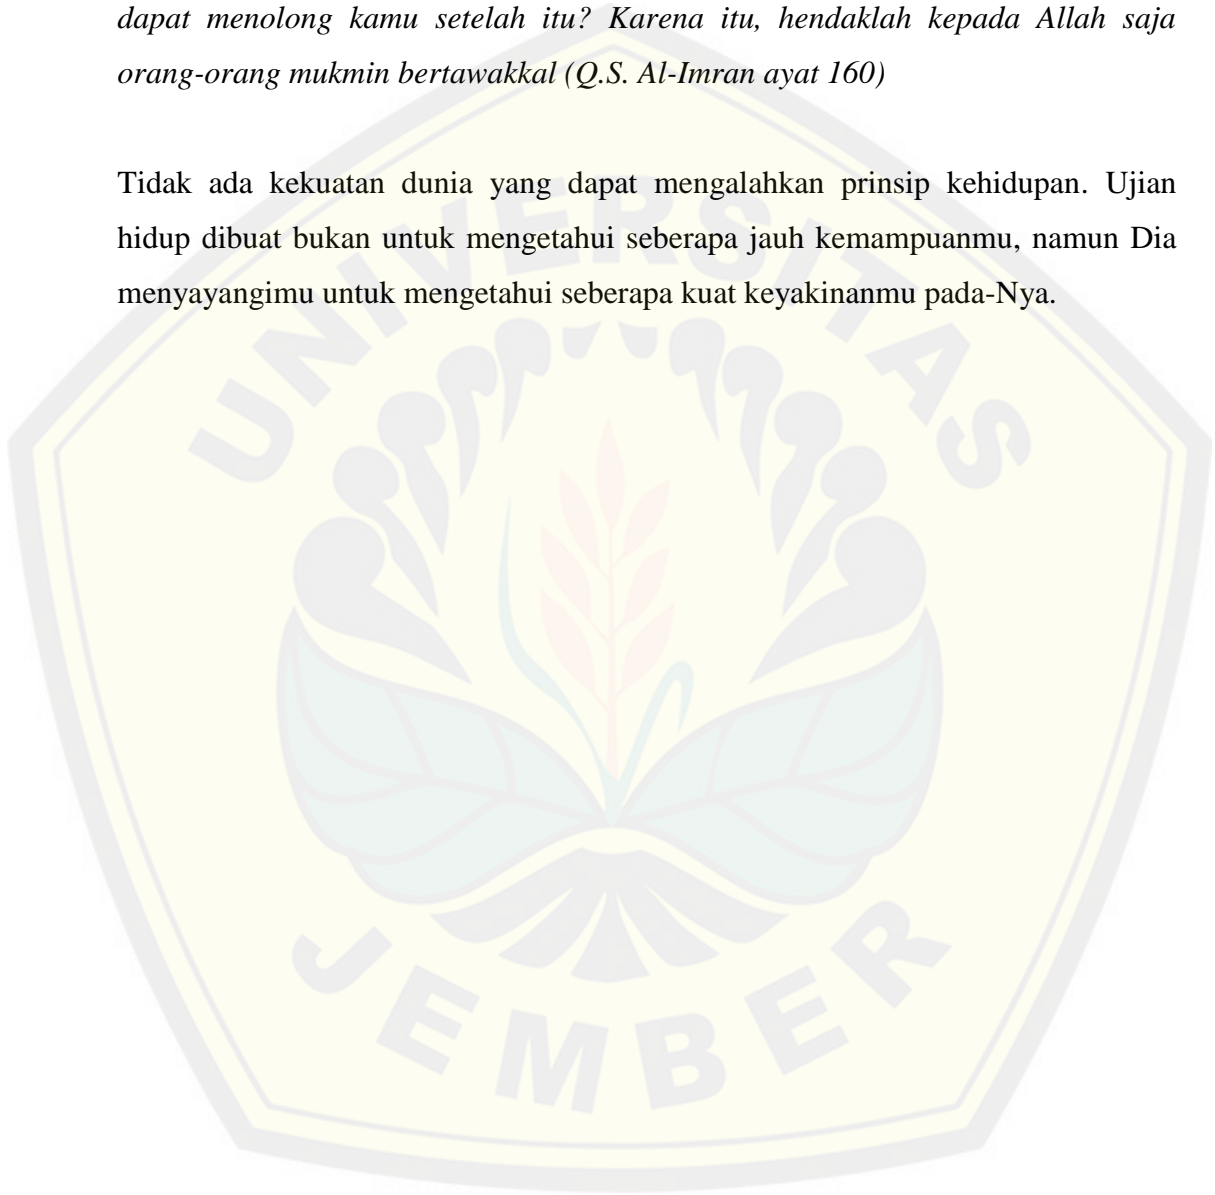 dapat menolong kamu setelah itu? Karena itu, hendaklah kepada Allah saja
orang-orang mukmin bertawakkal (Q.S. Al-Imran ayat 160)
Tidak ada kekuatan dunia yang dapat mengalahkan prinsip kehidupan. Ujian
hidup dibuat bukan untuk mengetahui seberapa jauh kemampuanmu, namun Dia
menyayangimu untuk mengetahui seberapa kuat keyakinanmu pada-Nya.
UNIVERSITAS
JEMBER